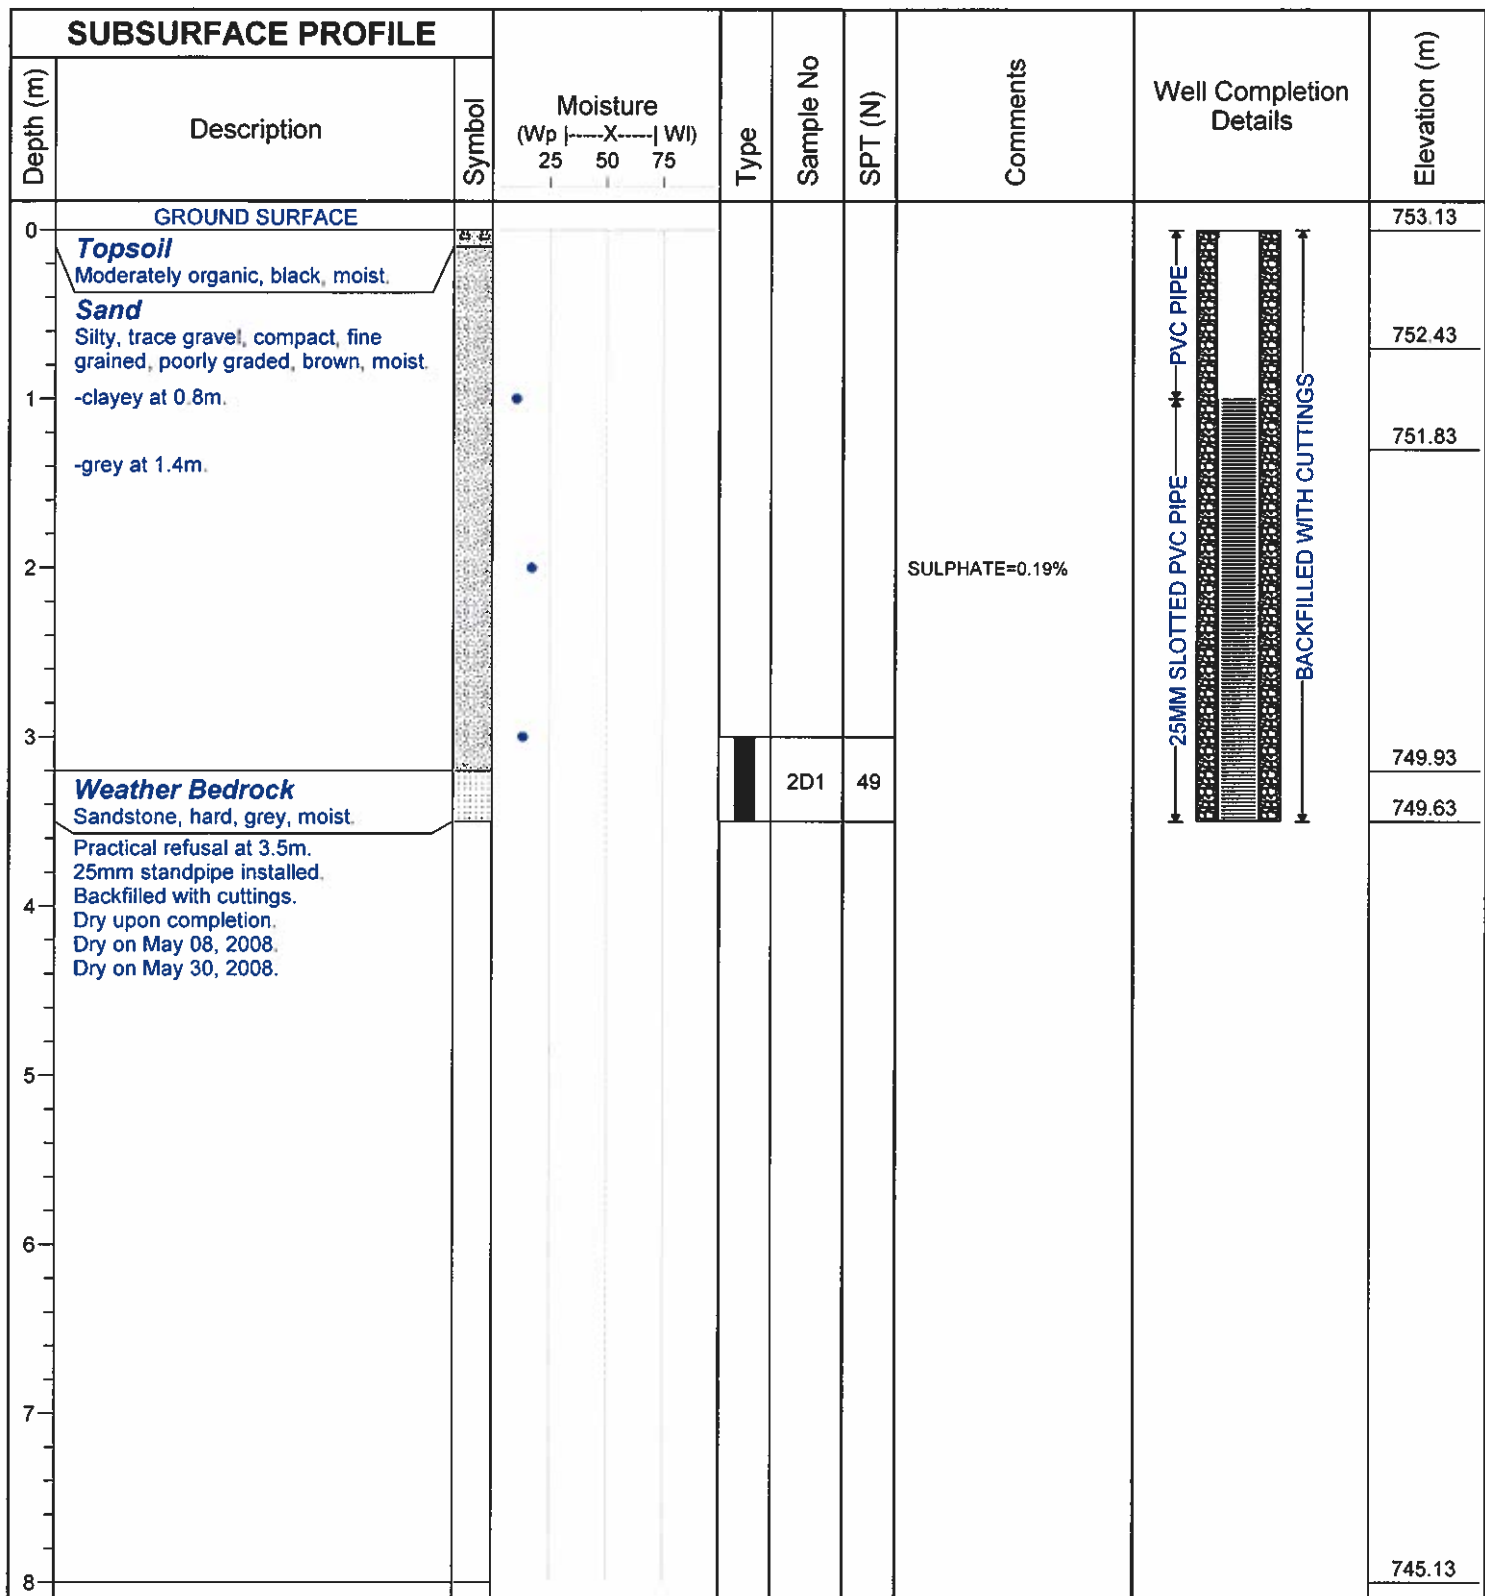 SUBSURFACE PROFILE
Depth (m)
Description
Symbol
Moisture
(Wp |-----X-----| Wl)
25 50 75
Type
Sample No
SPT (N)
Comments
Well Completion
Details
Elevation (m)
GROUND SURFACE
753.13
0
Topsoil
Moderately organic, black, moist.
Sand
Silty, trace gravel, compact, fine
grained, poorly graded, brown, moist.
752.43
1
-clayey at 0.8m.
751.83
-grey at 1.4m.
2
SULPHATE=0.19%
PVC PIPE
25MM SLOTTED PVC PIPE
BACKFILLED WITH CUTTINGS
3
2D1
49
749.93
Weather Bedrock
Sandstone, hard, grey, moist.
749.63
Practical refusal at 3.5m.
25mm standpipe installed.
Backfilled with cuttings.
4
Dry upon completion.
Dry on May 08, 2008.
Dry on May 30, 2008.
5
6
7
745.13
8